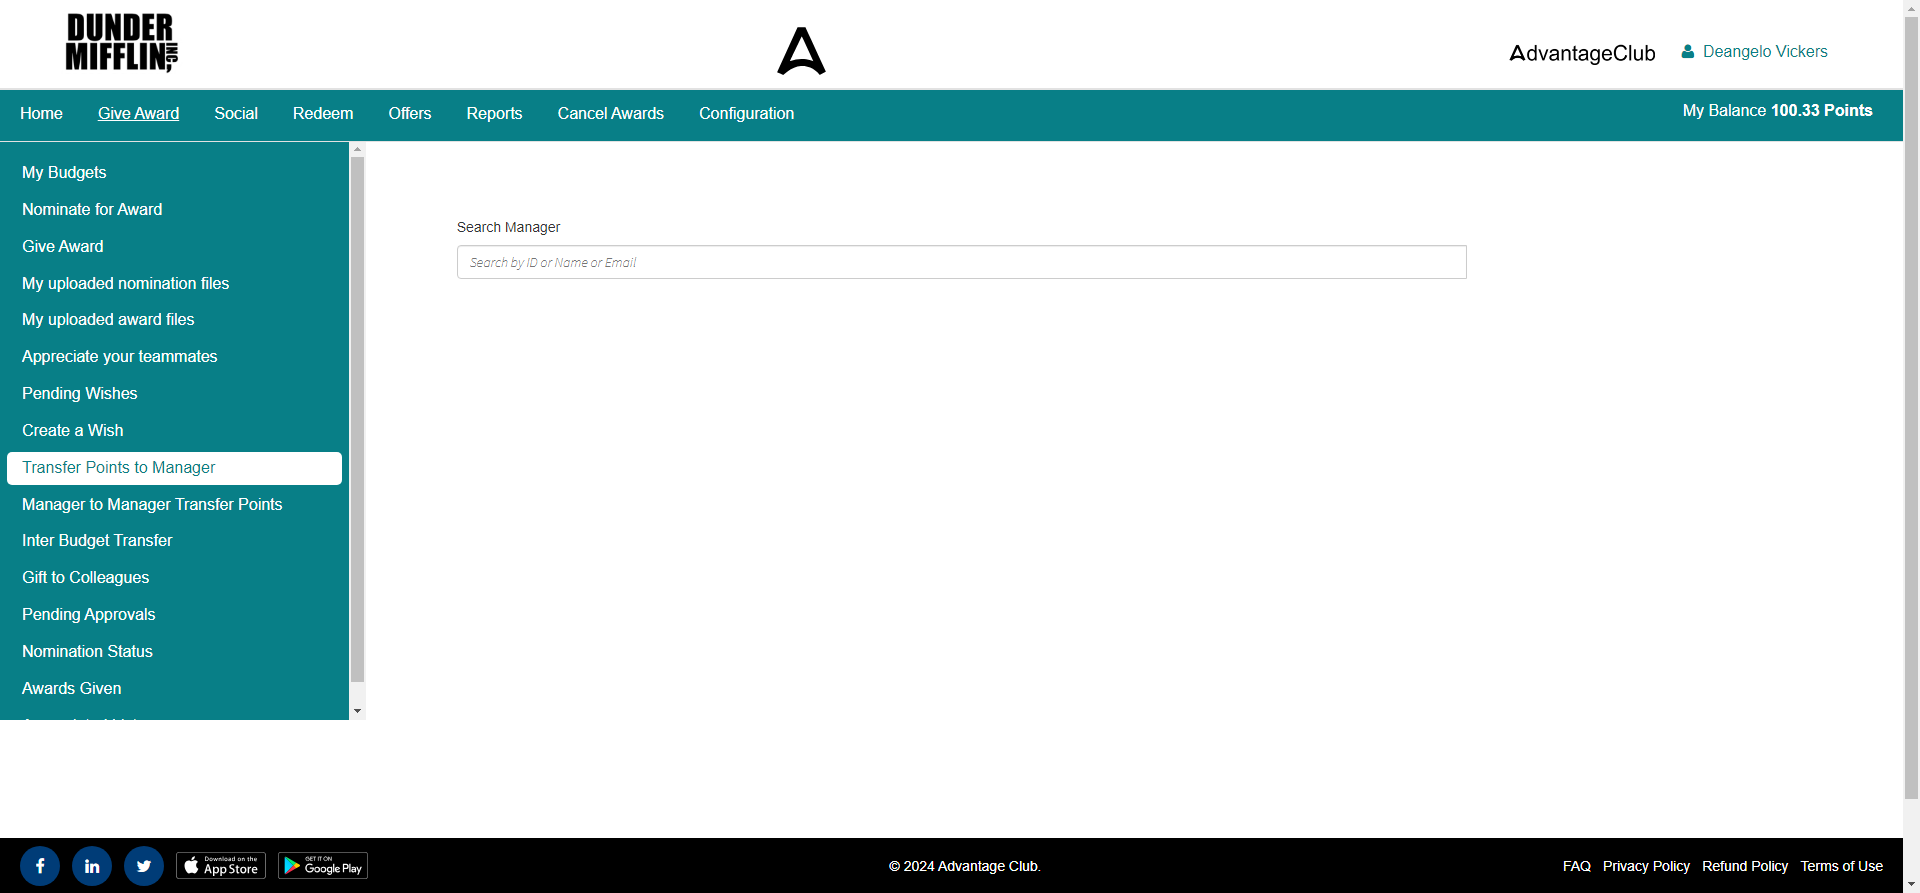 DUNDER
MIFFLIN, INC
AdvantageClub
Deangelo Vickers
Home
Give Award
Social
Redeem
Offers
Reports
Cancel Awards
Configuration
My Balance 100.33 Points
My Budgets
Nominate for Award
Give Award
My uploaded nomination files
My uploaded award files
Appreciate your teammates
Pending Wishes
Create a Wish
Transfer Points to Manager
Manager to Manager Transfer Points
Inter Budget Transfer
Gift to Colleagues
Pending Approvals
Nomination Status
Awards Given
Search Manager
Search by ID or Name or Email
Download on the
App Store
GET IT ON
Google Play
© 2024 Advantage Club.
FAQ
Privacy Policy
Refund Policy
Terms of Use